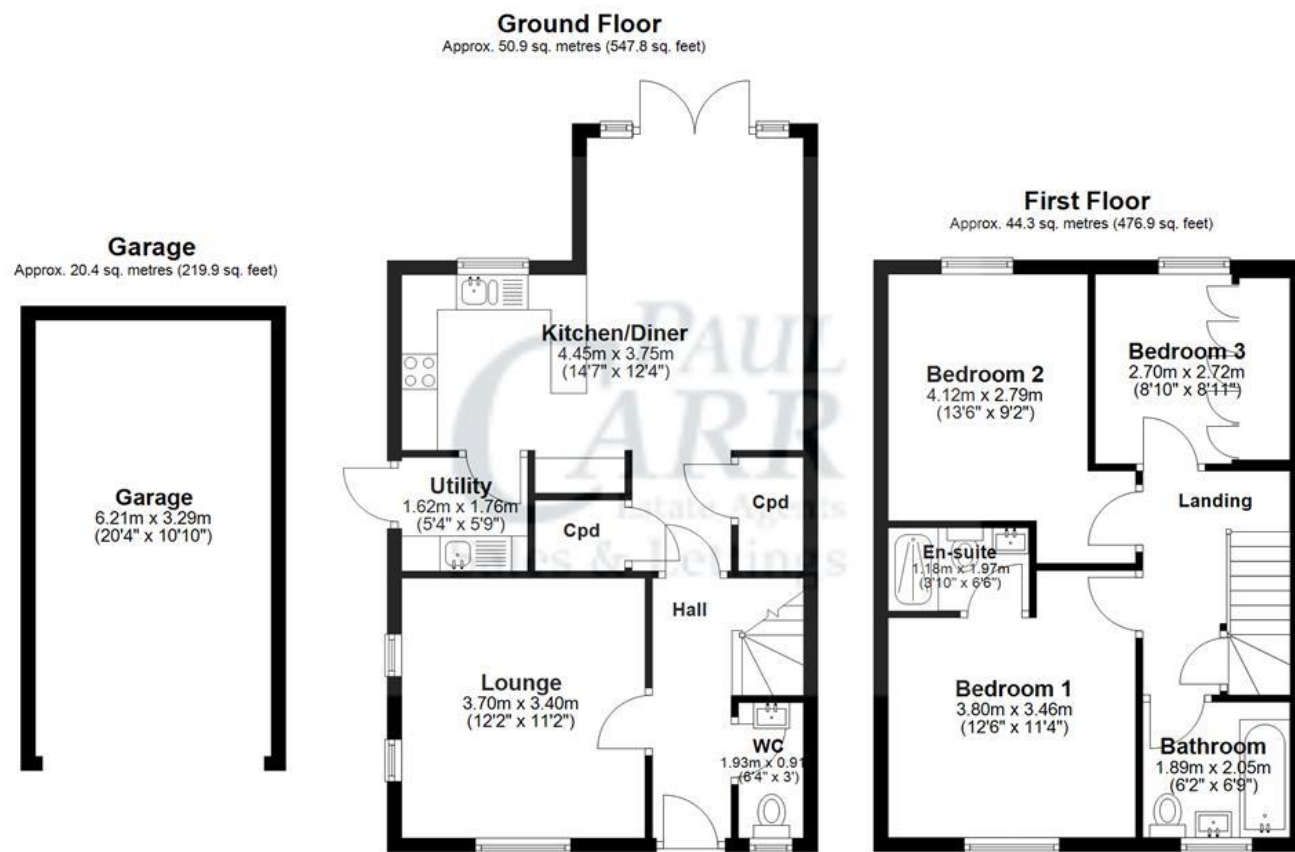 Ground Floor
Approx. 50.9 sq. metres (547.8 sq. feet)
First Floor
Approx. 44.3 sq. metres (476.9 sq. feet)
Garage
Approx. 20.4 sq. metres (219.9 sq. feet)
Garage
6.21m x 3.29m
(20'4" x 10'10")
Kitchen/Diner
4.45m x 3.75m
(14'7" x 12'4")
Utility
1.62m x 1.76m
(5'4" x 5'9")
Cpd
Cpd
Hall
Lounge
3.70m x 3.40m
(12'2" x 11'2")
WC
1.93m x 0.91
(6'4" x 3')
Bedroom 2
4.12m x 2.79m
(13'6" x 9'2")
Bedroom 3
2.70m x 2.72m
(8'10" x 8'11")
Landing
En-suite
1.18m x 1.97m
(3'10" x 6'6")
Bedroom 1
3.80m x 3.46m
(12'6" x 11'4")
Bathroom
1.89m x 2.05m
(6'2" x 6'9")
PAUL
CARR
Estate Agents
Sales & Lettings